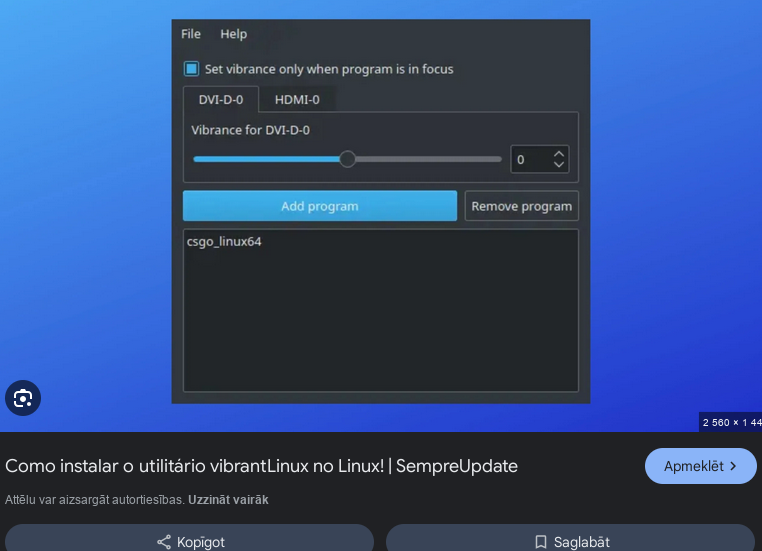 File Help
Set vibrance only when program is in focus
DVI-D-0 HDMI-0
Vibrance for DVI-D-0
0
Add program Remove program
csgo_linux64
2 560 × 1 44
Como instalar o utilitário vibrantLinux no Linux! | SempreUpdate
Apmeklēt
Attēlu var aizsargāt autortiesības. Uzzināt vairāk
Kopīgot Saglabāt